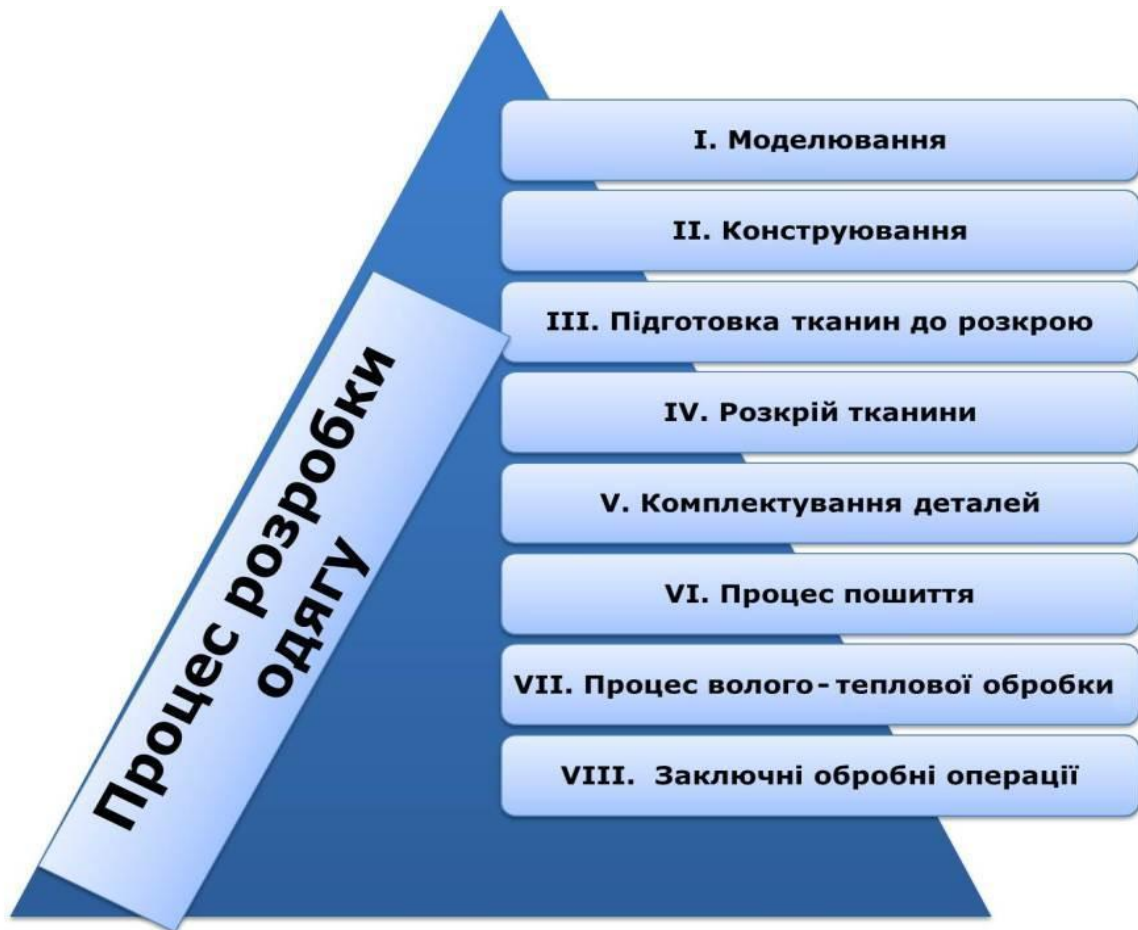 Процес розробки
одягу
I. Моделювання
II. Конструювання
III. Підготовка тканин до розкрою
IV. Розкрій тканини
V. Комплектування деталей
VI. Процес пошиття
VII. Процес волого-теплової обробки
VIII. Заключні обробні операції